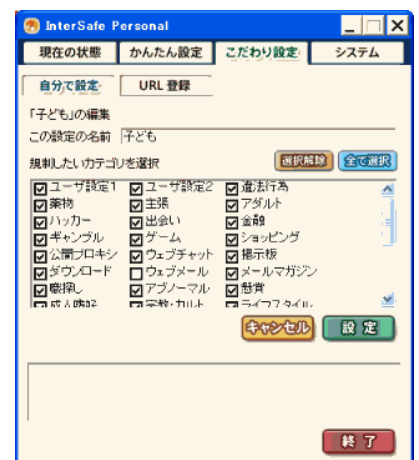 InterSafe Personal
現在の状態 かんたん設定 こだわり設定 システム
自分で設定 URL 登録
「子ども」の編集
この設定の名前 子ども
規制したいカテゴリを選択 選択解除 全て選択
ユーザ設定1 ユーザ設定2 違法行為
薬物 主張 アダルト
ハッカー 出会い 金融
ギャンブル ゲーム ショッピング
公開プロキシ ウェブチャット 掲示板
ダウンロード ウェブメール メールマガジン
職探し アブノーマル 懸賞
成人嗜好 宗教・カルト ライフスタイル
キャンセル 設定
終了